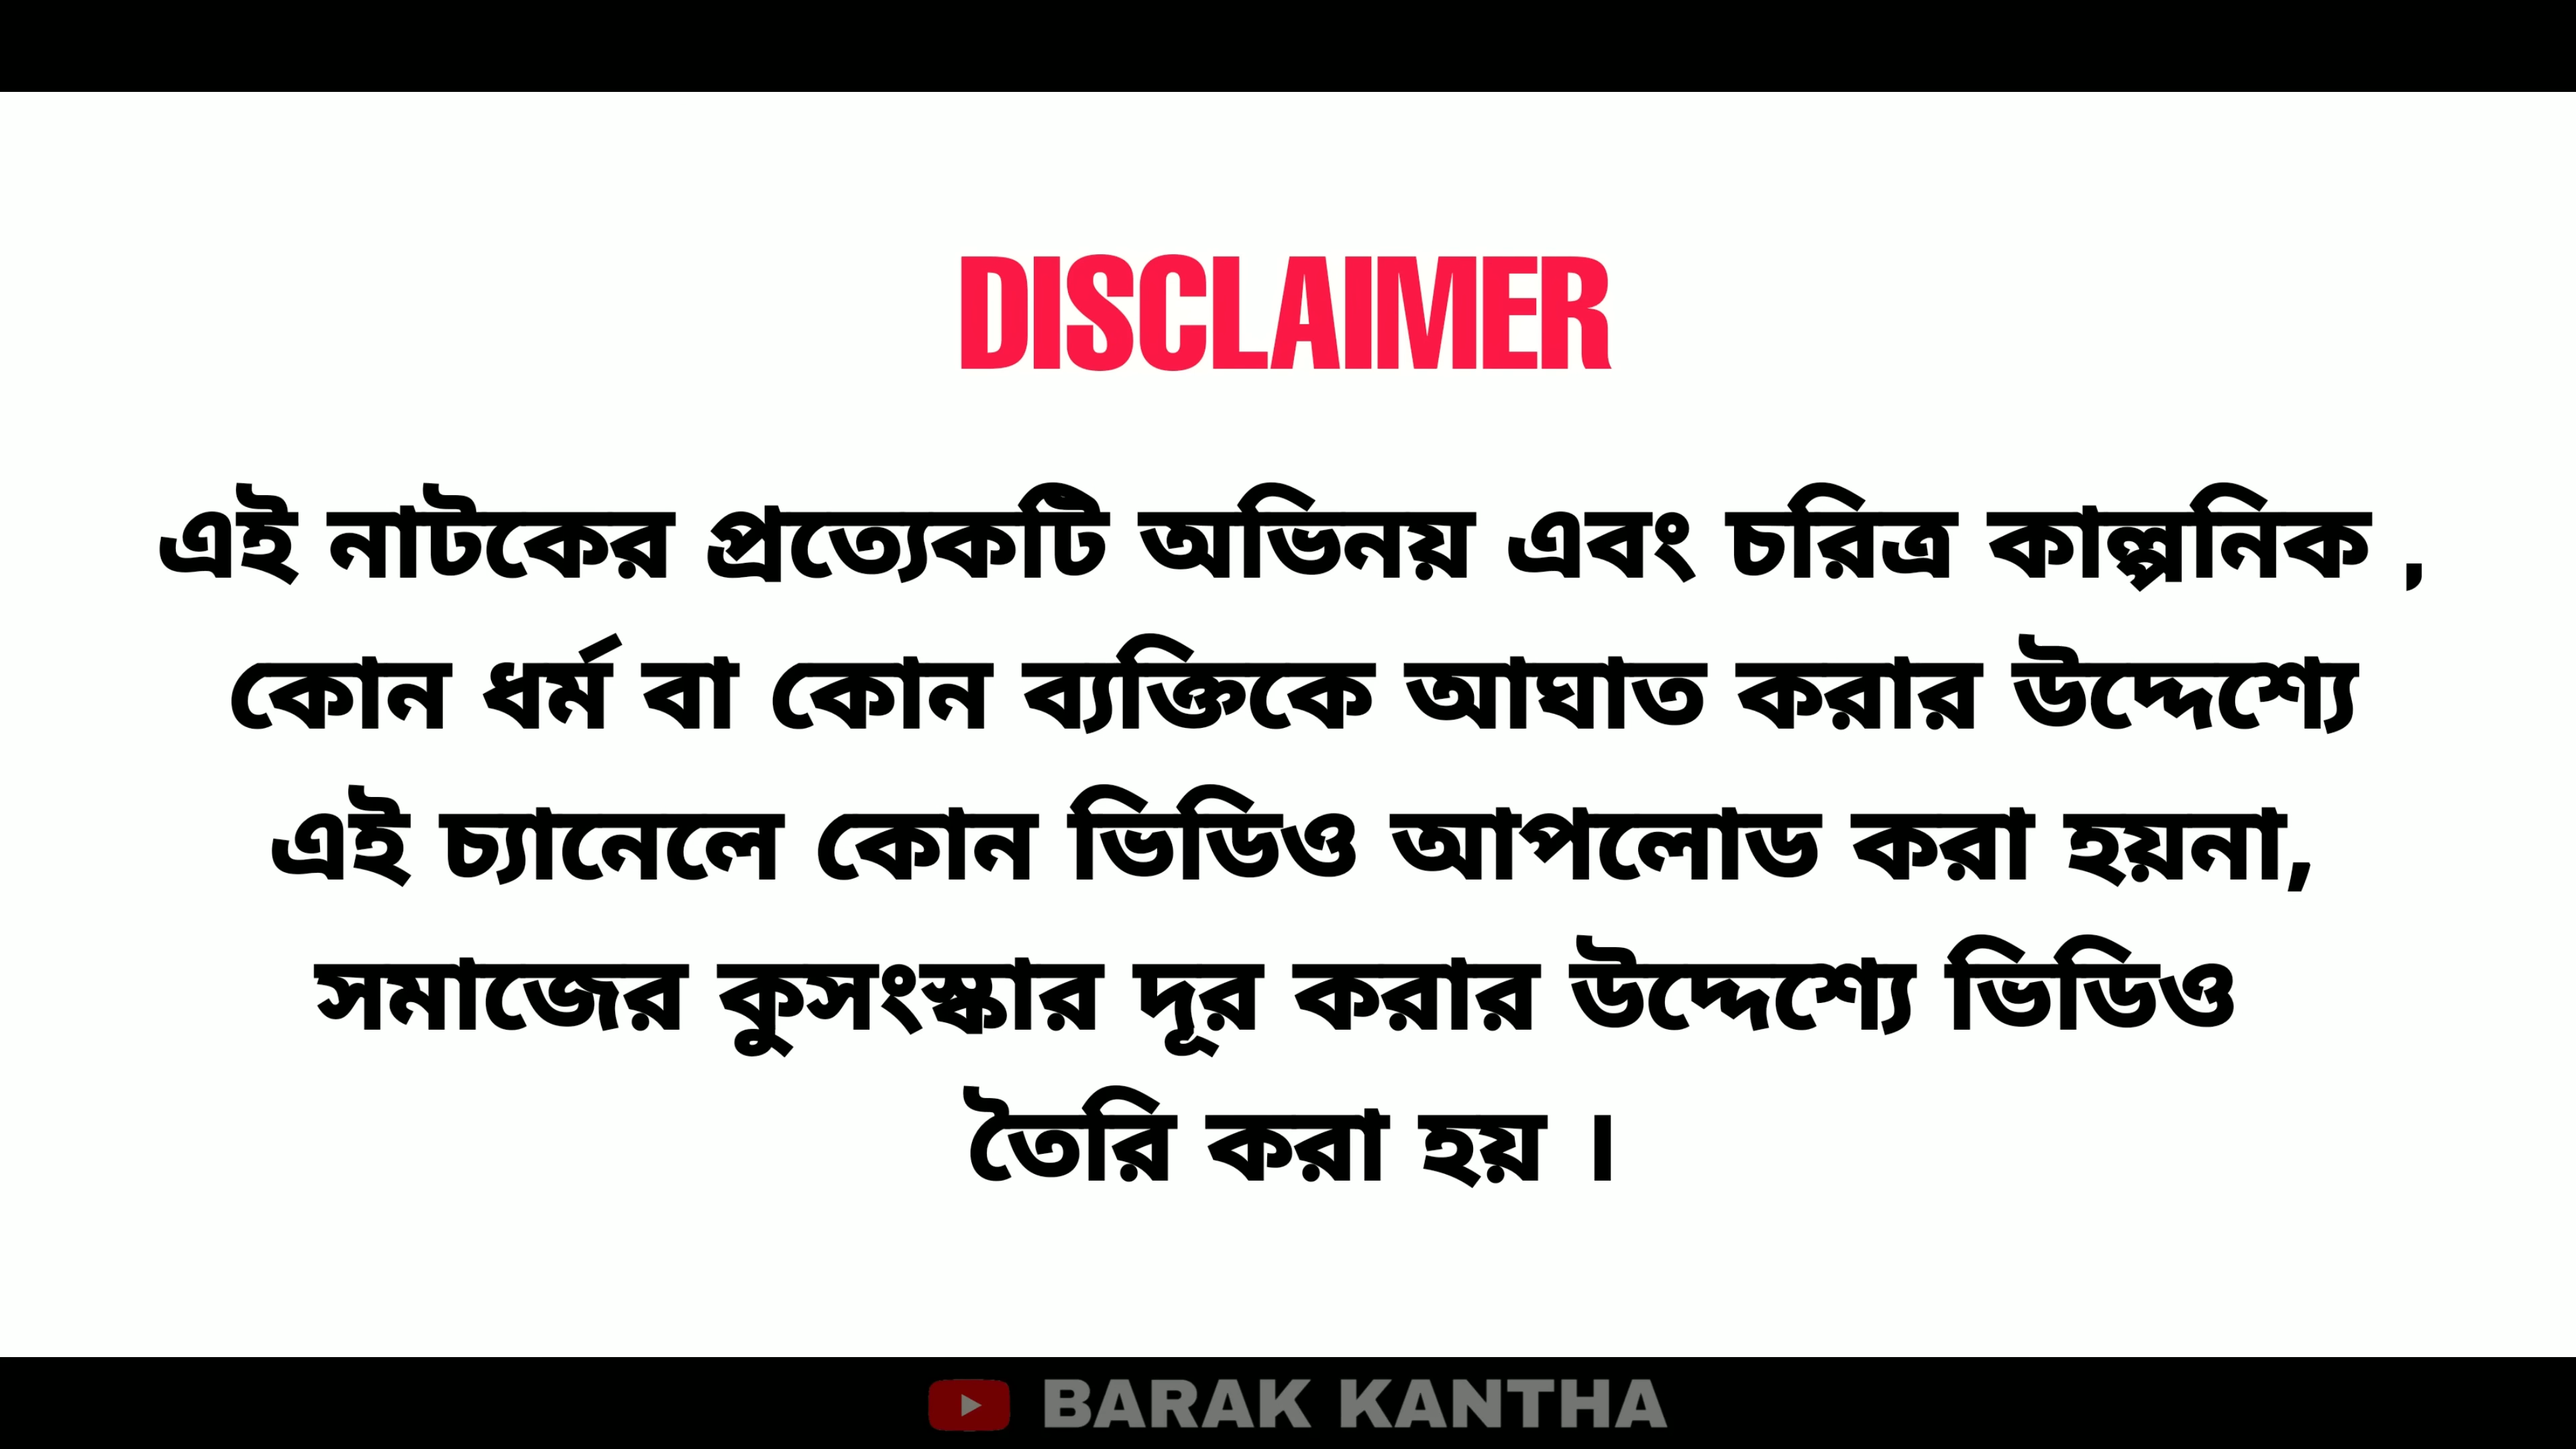 DISCLAIMER
এই নাটকের প্রত্যেকটি অভিনয় এবং চরিত্র কাল্পনিক ,
কোন ধর্ম বা কোন ব্যক্তিকে আঘাত করার উদ্দেশ্যে
এই চ্যানেলে কোন ভিডিও আপলোড করা হয়না,
সমাজের কুসংস্কার দূর করার উদ্দেশ্যে ভিডিও
তৈরি করা হয় ।
BARAK KANTHA